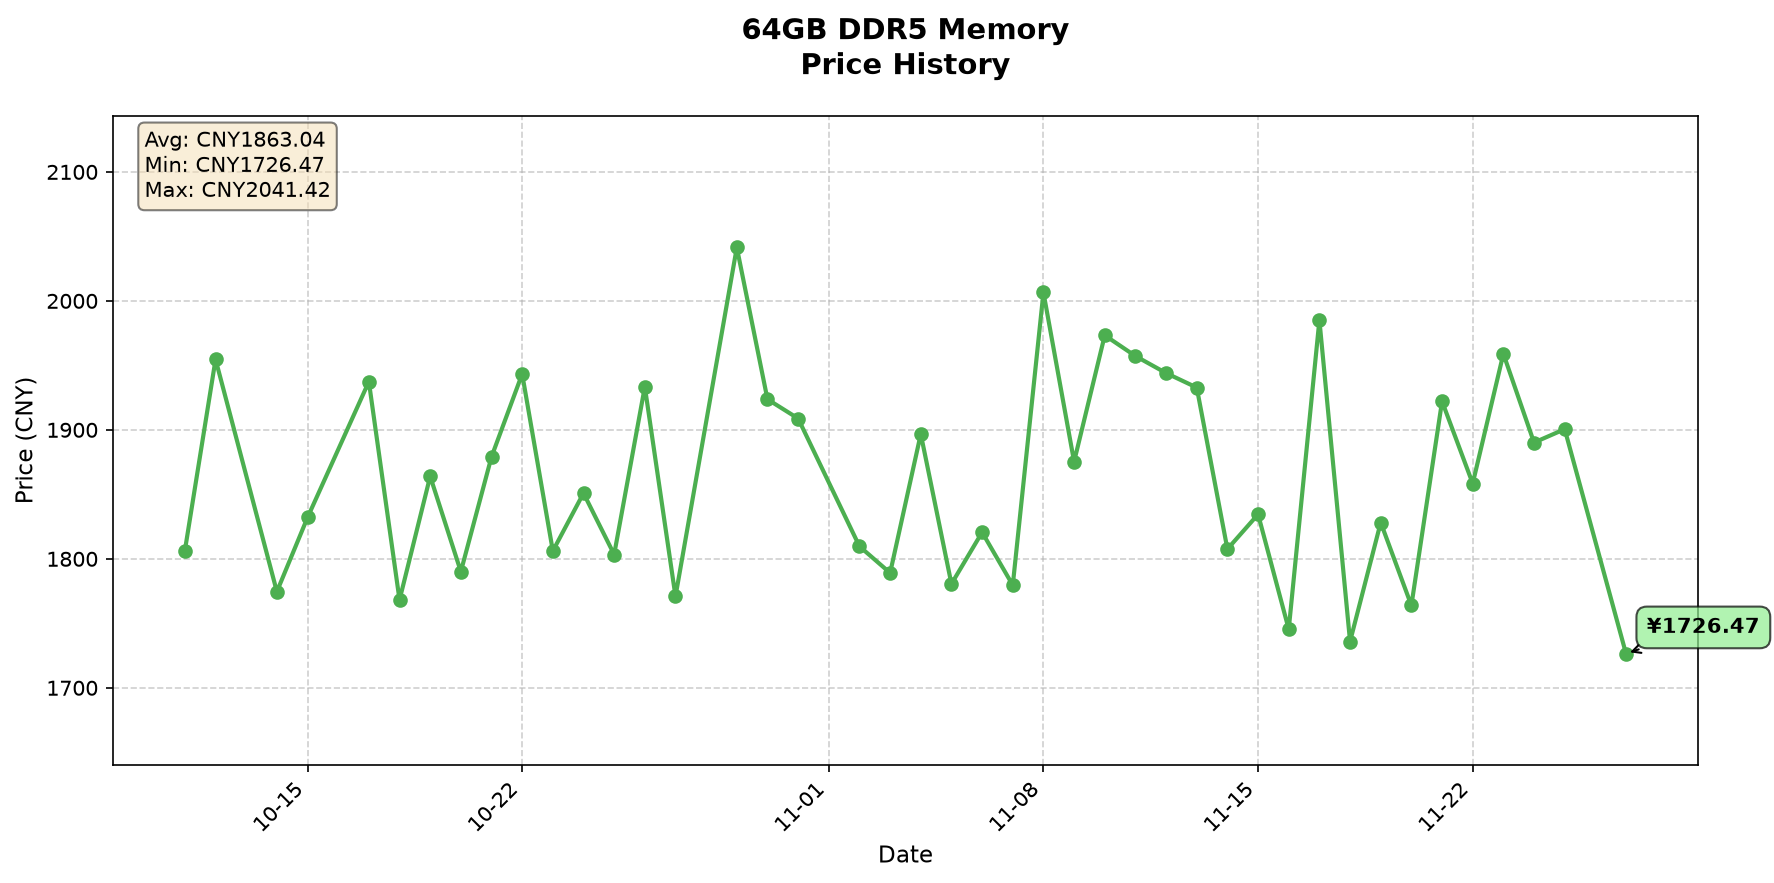 64GB DDR5 Memory
Price History
Avg: CNY1863.04
Min: CNY1726.47
Max: CNY2041.42
2100
2000
1900
1800
1700
Price (CNY)
¥1726.47
10-15
10-22
11-01
11-08
11-15
11-22
Date